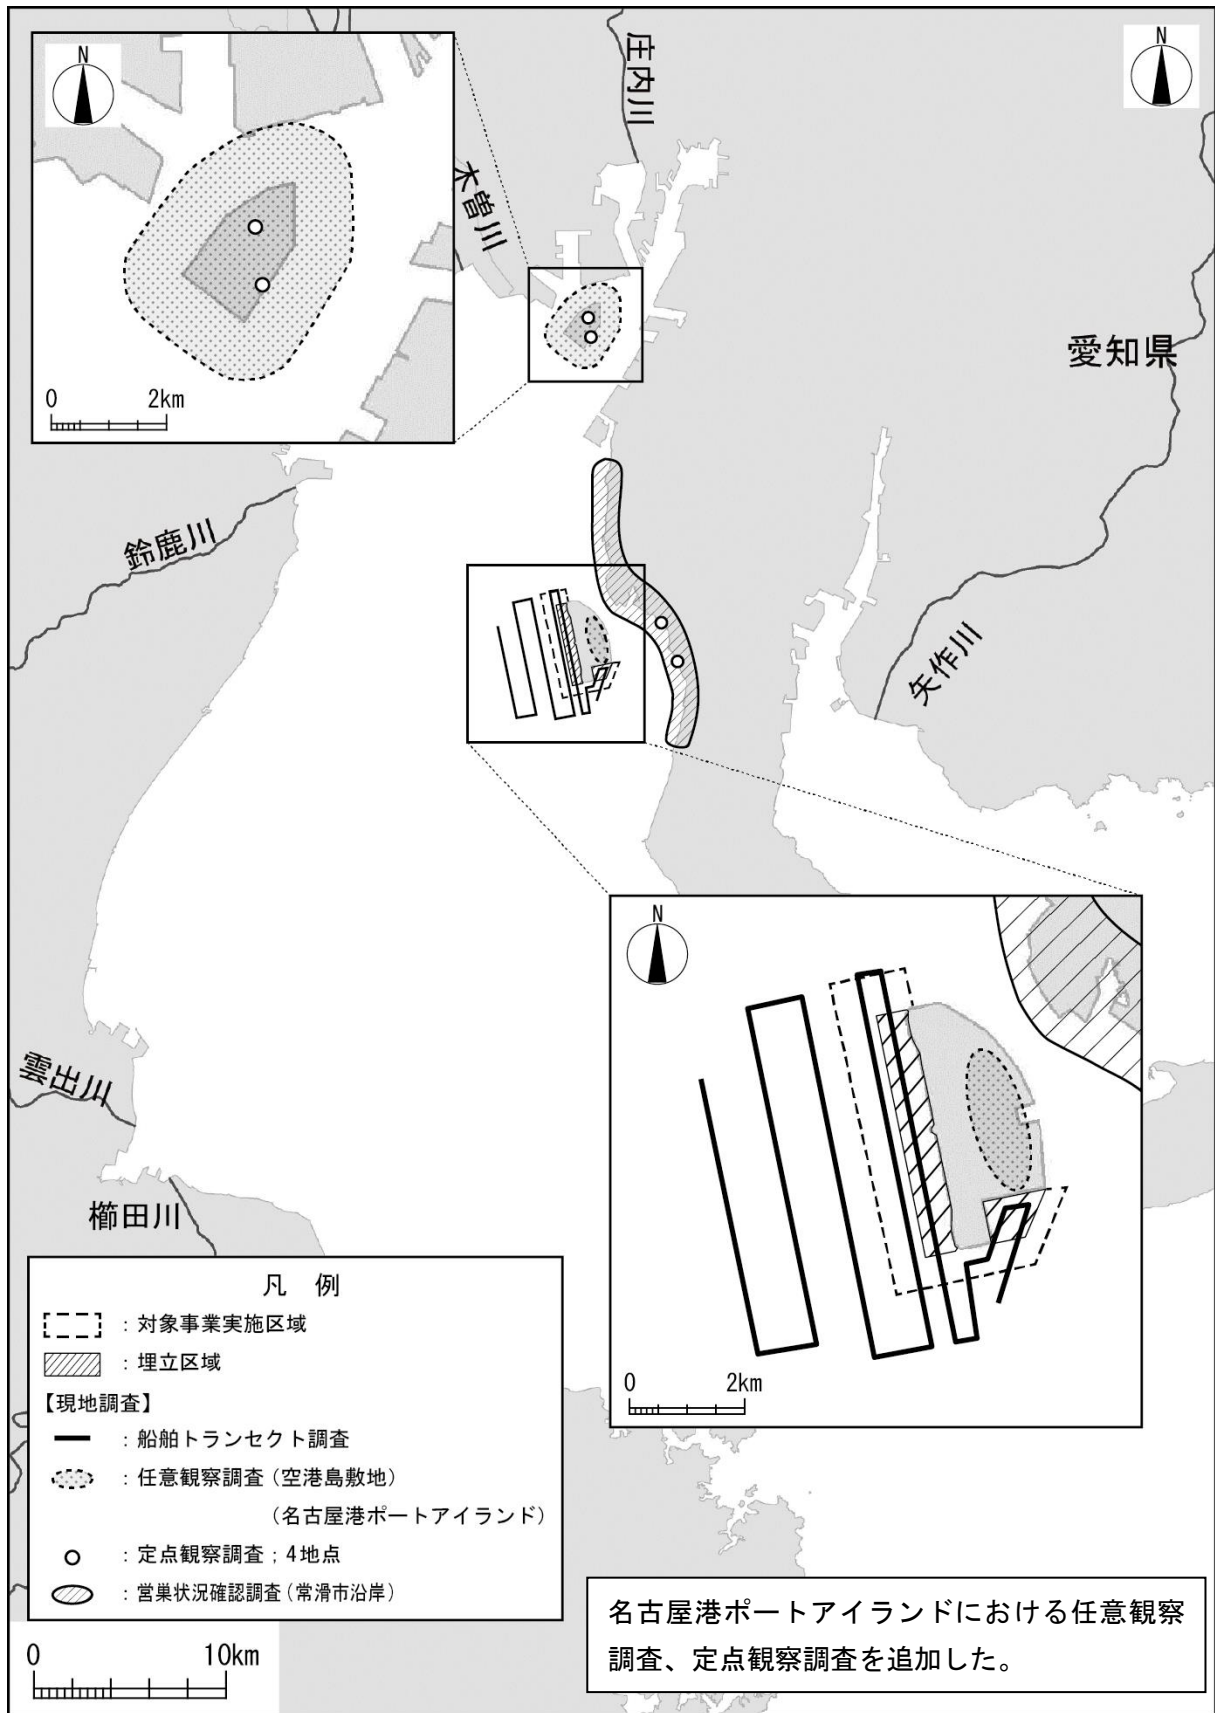 N
0 2km
N
庄内川
木曽川
愛知県
鈴鹿川
矢作川
雲出川
櫛田川
N
0 2km
凡 例
：対象事業実施区域
：埋立区域
【現地調査】
：船舶トランセクト調査
：任意観察調査（空港島敷地）
（名古屋港ポートアイランド）
：定点観察調査；4地点
：営巣状況確認調査（常滑市沿岸）
0 10km
名古屋港ポートアイランドにおける任意観察
調査、定点観察調査を追加した。